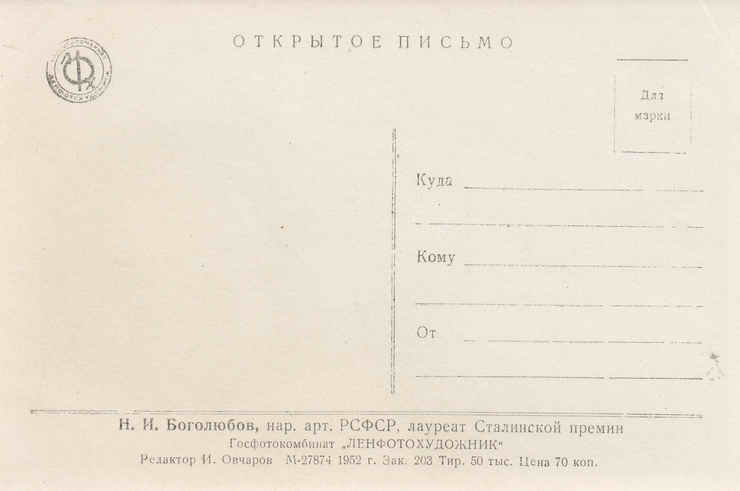 ОТКРЫТОЕ ПИСЬМО
Для
марки
Куда
Кому
От
Н. И. Боголюбов, нар. арт. РСФСР, лауреат Сталинской премии
Госфотокомбинат „ЛЕНФОТОХУДОЖНИК“
Редактор И. Овчаров М-27874 1952 г. Зак. 203 Тир. 50 тыс. Цена 70 коп.